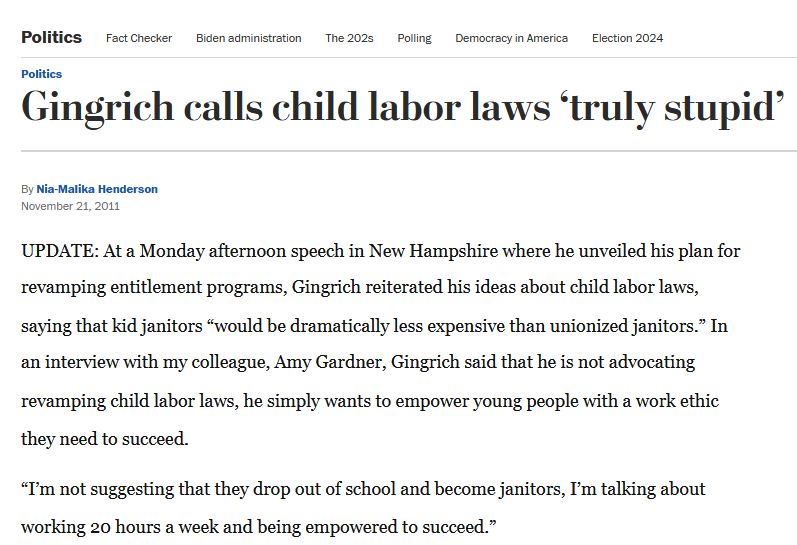 Politics Fact Checker Biden administration The 202s Polling Democracy in America Election 2024
Politics
Gingrich calls child labor laws ‘truly stupid’
By Nia-Malika Henderson
November 21, 2011
UPDATE: At a Monday afternoon speech in New Hampshire where he unveiled his plan for
revamping entitlement programs, Gingrich reiterated his ideas about child labor laws,
saying that kid janitors “would be dramatically less expensive than unionized janitors.” In
an interview with my colleague, Amy Gardner, Gingrich said that he is not advocating
revamping child labor laws, he simply wants to empower young people with a work ethic
they need to succeed.
“I’m not suggesting that they drop out of school and become janitors, I’m talking about
working 20 hours a week and being empowered to succeed.”